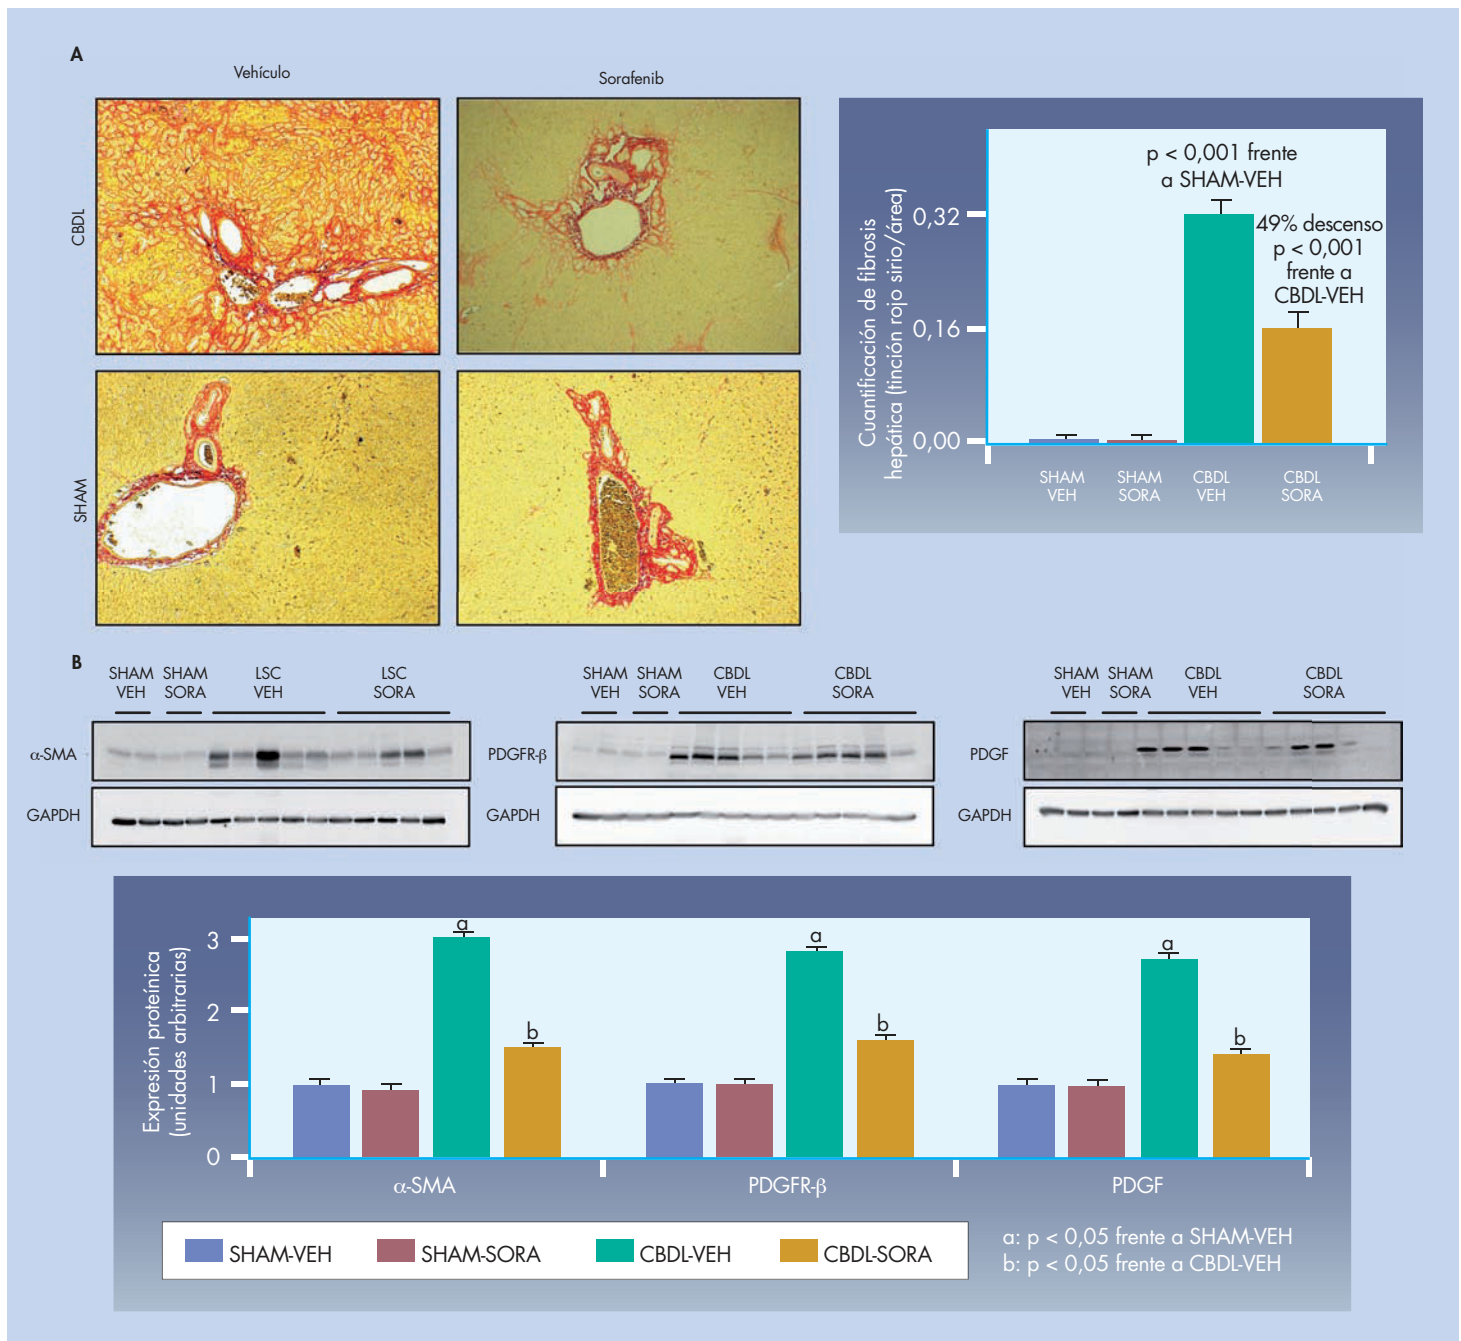 A
Vehículo
Sorafenib
CBDL
SHAM
Cuantificación de fibrosis
hepática (tinción rojo sirio/área)
0,32
0,16
0,00
p < 0,001 frente
a SHAM-VEH
49% descenso
p < 0,001
frente a
CBDL-VEH
SHAM
VEH
SHAM
SORA
CBDL
VEH
CBDL
SORA
B
SHAM
VEH
SHAM
SORA
LSC
VEH
LSC
SORA
α-SMA
GAPDH
SHAM
VEH
SHAM
SORA
CBDL
VEH
CBDL
SORA
PDGFR-β
GAPDH
SHAM
VEH
SHAM
SORA
CBDL
VEH
CBDL
SORA
PDGF
GAPDH
Expresión proteínica
(unidades arbitrarias)
3
2
1
0
a
b
a
b
a
b
α-SMA
PDGFR-β
PDGF
SHAM-VEH
SHAM-SORA
CBDL-VEH
CBDL-SORA
a: p < 0,05 frente a SHAM-VEH
b: p < 0,05 frente a CBDL-VEH